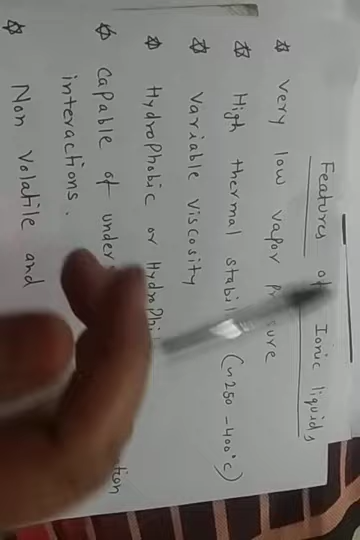 Features of Ionic liquids
☆ Very low vapor pressure
☆ High thermal stabil (~250-400°C)
☆ Variable viscosity
☆ Hydrophobic or Hydrophi
☆ Capable of under tion
interactions.
☆ Non volatile and